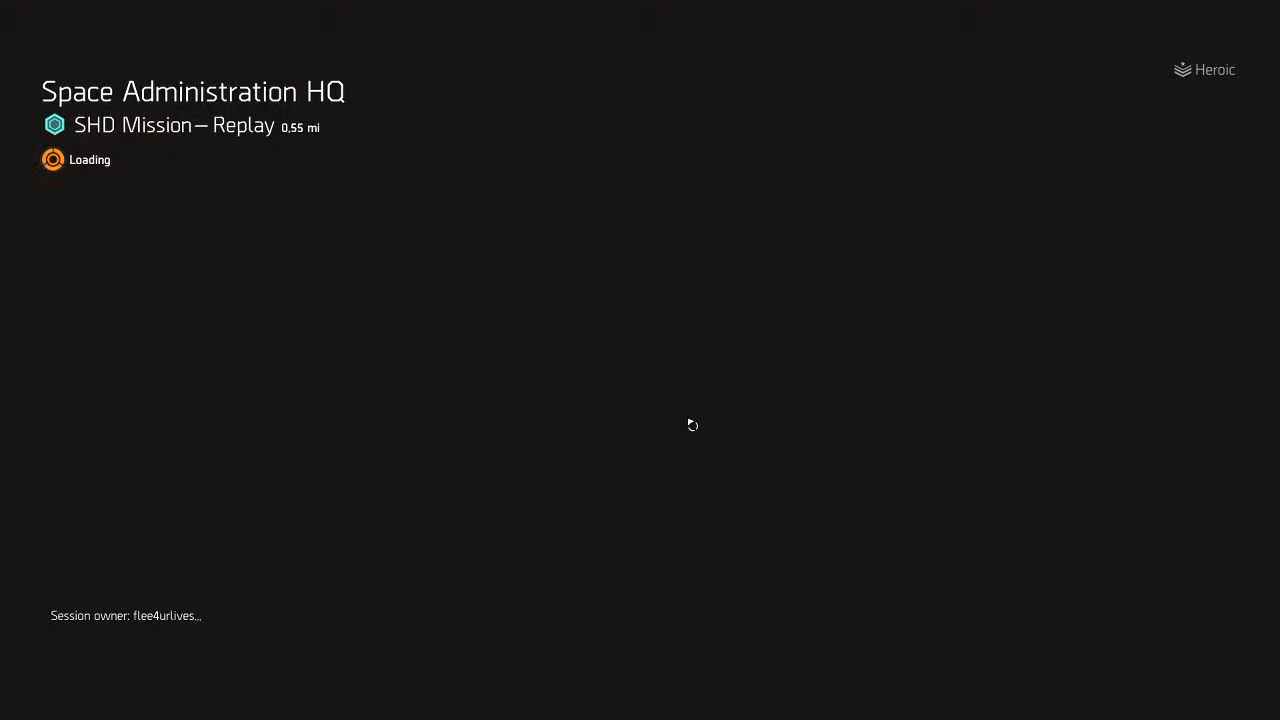 Space Administration HQ
Heroic
SHD Mission — Replay 0.55 mi
Loading
Session owner: flee4urlives...